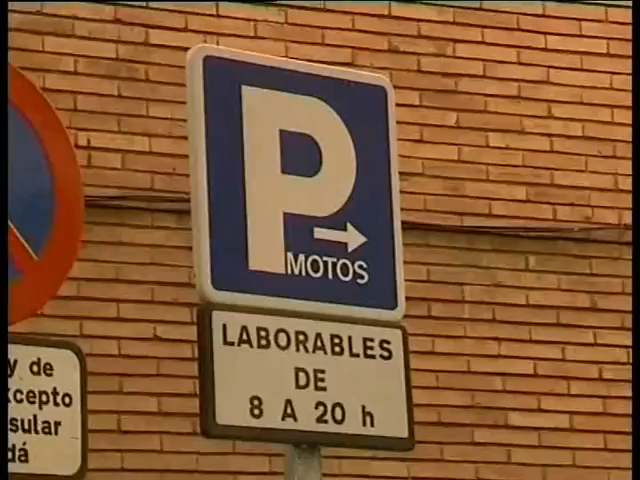 P
MOTOS
LABORABLES
DE
8 A 20 h
y de
xcepto
sular
dá